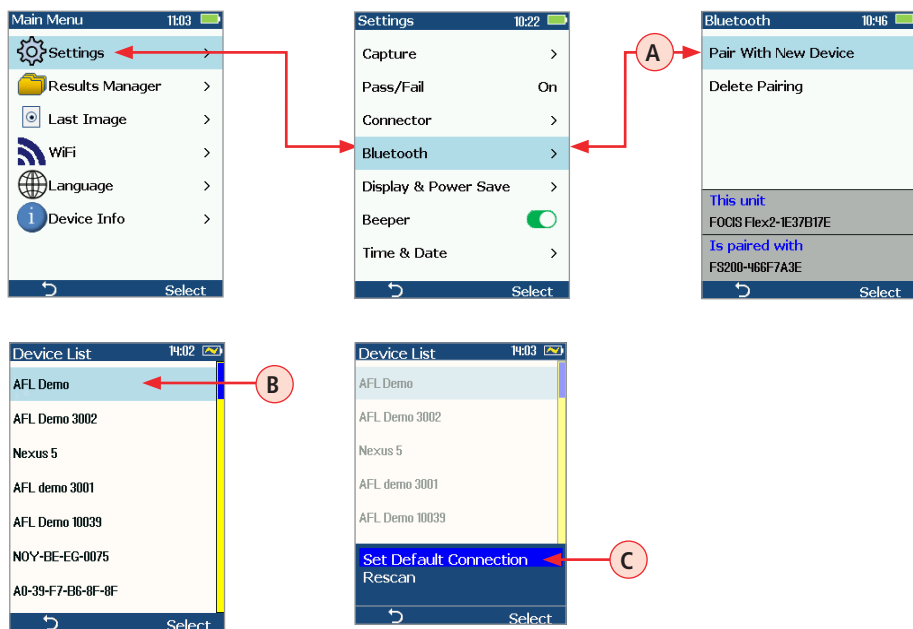 Main Menu 11:03
Settings >
Results Manager >
Last Image >
WiFi >
Language >
i Device Info >
Select
Settings 10:22
Capture >
Pass/Fail On
Connector >
Bluetooth >
Display & Power Save >
Beeper
Time & Date >
Select
A
Bluetooth 10:46
Pair With New Device
Delete Pairing
This unit
FOCIS Flex2-1E37B17E
Is paired with
FS200-466F7A3E
Select
Device List 14:02
AFL Demo
AFL Demo 3002
Nexus 5
AFL demo 3001
AFL Demo 10039
NOY-BE-EG-0075
A0-39-F7-B6-8F-8F
Select
B
Device List 14:03
AFL Demo
AFL Demo 3002
Nexus 5
AFL demo 3001
AFL Demo 10039
Set Default Connection
Rescan
Select
C